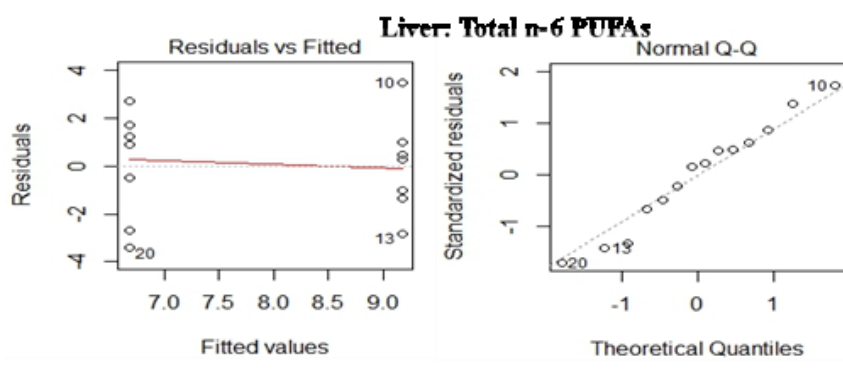 Liver: Total n-6 PUFAs
Residuals vs Fitted
Residuals
4
2
0
-2
-4
10
13
20
7.0 7.5 8.0 8.5 9.0
Fitted values
Normal Q-Q
Standardized residuals
2
1
0
-1
10
13
20
-1 0 1
Theoretical Quantiles